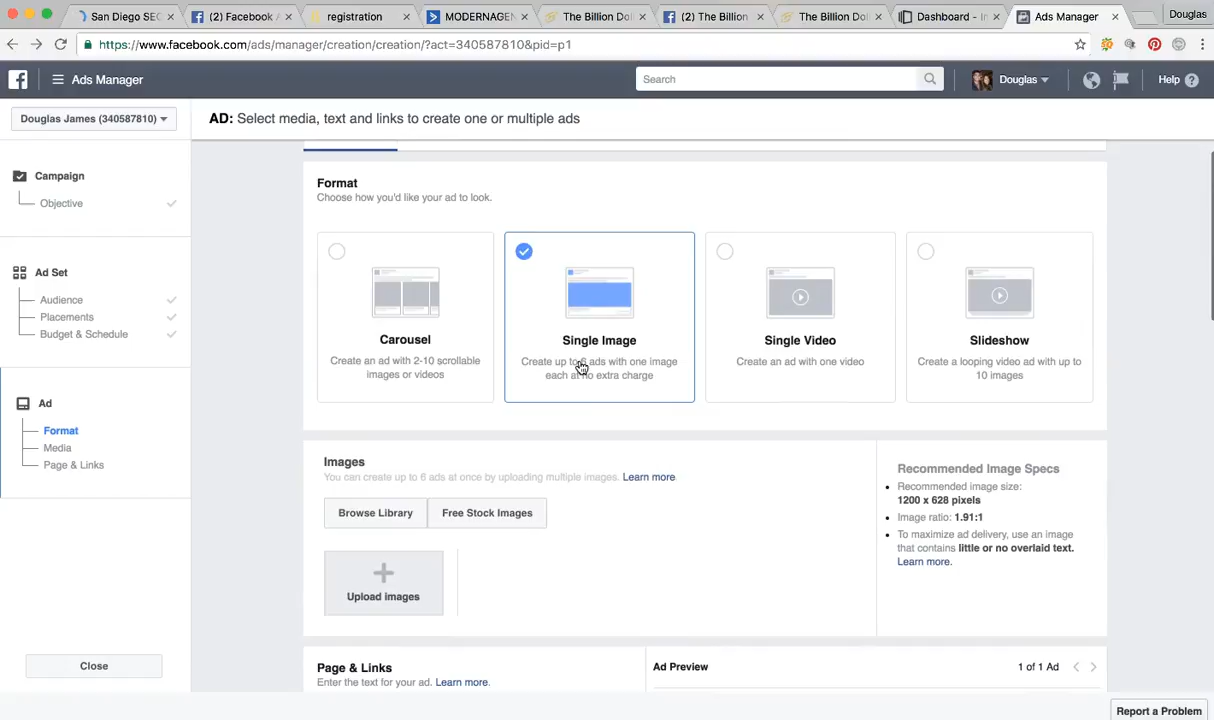 San Diego SEC
(2) Facebook A
registration
MODERNAGEN
The Billion Doll
(2) The Billion
The Billion Doll
Dashboard - In
Ads Manager
Douglas
https://www.facebook.com/ads/manager/creation/creation/?act=340587810&pid=p1
Ads Manager
Search
Douglas
Help
Douglas James (340587810)
AD: Select media, text and links to create one or multiple ads
Campaign
Objective
Ad Set
Audience
Placements
Budget & Schedule
Ad
Format
Media
Page & Links
Close
Format
Choose how you'd like your ad to look.
Carousel
Create an ad with 2-10 scrollable
images or videos
Single Image
Create up to 6 ads with one image
each at no extra charge
Single Video
Create an ad with one video
Slideshow
Create a looping video ad with up to
10 images
Images
You can create up to 6 ads at once by uploading multiple images. Learn more
Browse Library
Free Stock Images
Upload images
Recommended Image Specs
Recommended image size:
1200 x 628 pixels
Image ratio: 1.91:1
To maximize ad delivery, use an image
that contains little or no overlaid text.
Learn more.
Page & Links
Enter the text for your ad. Learn more.
Ad Preview
1 of 1 Ad
Report a Problem